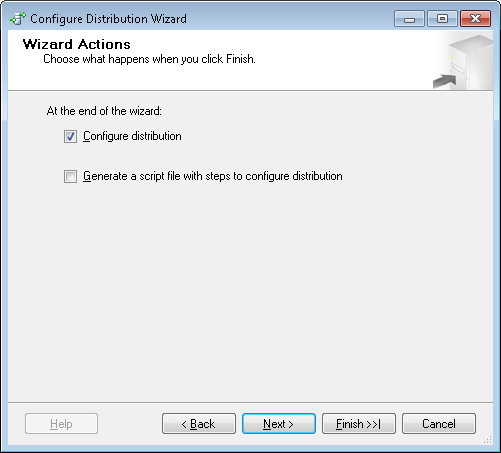 Configure Distribution Wizard
Wizard Actions
Choose what happens when you click Finish.
At the end of the wizard:
Configure distribution
Generate a script file with steps to configure distribution
Help
< Back
Next >
Finish >>|
Cancel